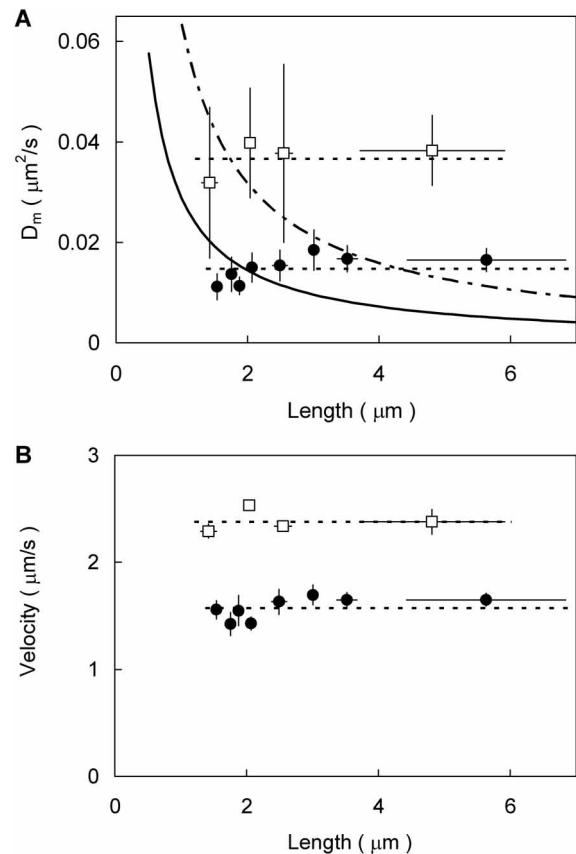 A
0.06
0.04
0.02
0
D_m ( μm²/s )
0 2 4 6
Length ( μm )
B
3
2
1
0
Velocity ( μm/s )
0 2 4 6
Length ( μm )